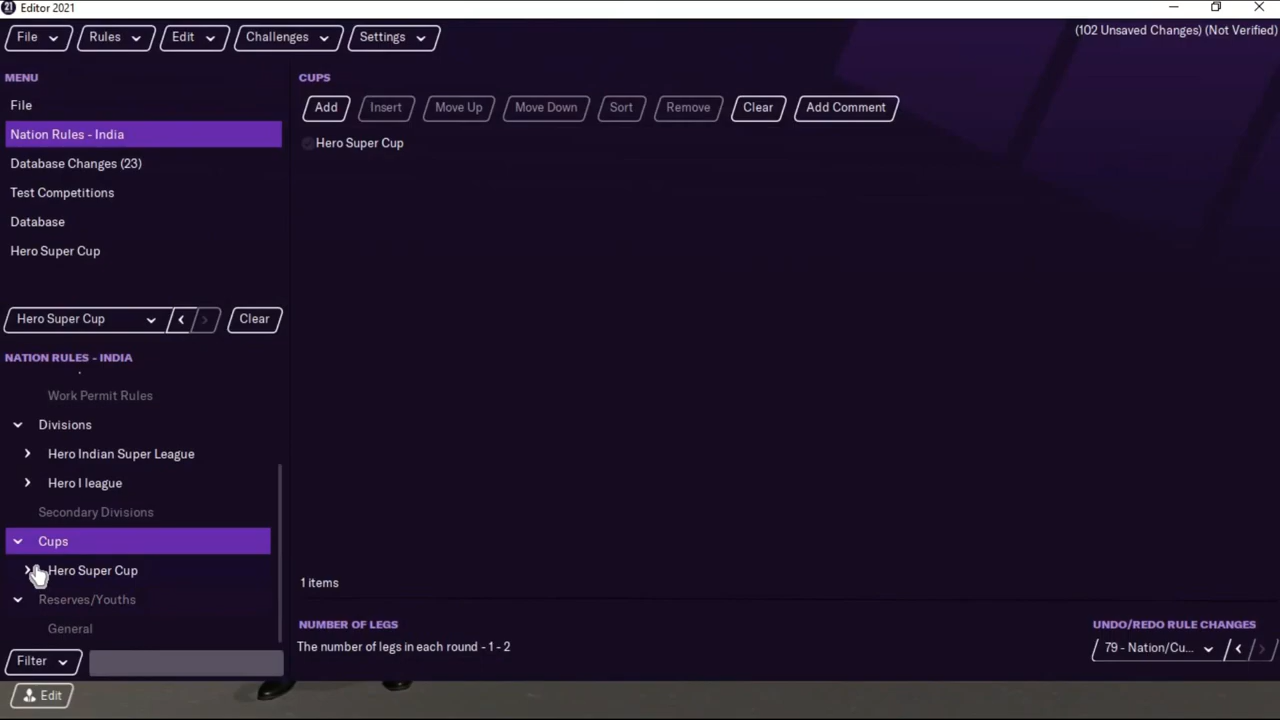 21 Editor 2021
File Rules Edit Challenges Settings (102 Unsaved Changes) (Not Verified)
MENU
File
Nation Rules - India
Database Changes (23)
Test Competitions
Database
Hero Super Cup
Hero Super Cup Clear
NATION RULES - INDIA
Work Permit Rules
Divisions
Hero Indian Super League
Hero I league
Secondary Divisions
Cups
Hero Super Cup
Reserves/Youths
General
Filter
Edit
CUPS
Add Insert Move Up Move Down Sort Remove Clear Add Comment
Hero Super Cup
1 items
NUMBER OF LEGS
The number of legs in each round - 1 - 2
UNDO/REDO RULE CHANGES
79 - Nation/Cu...